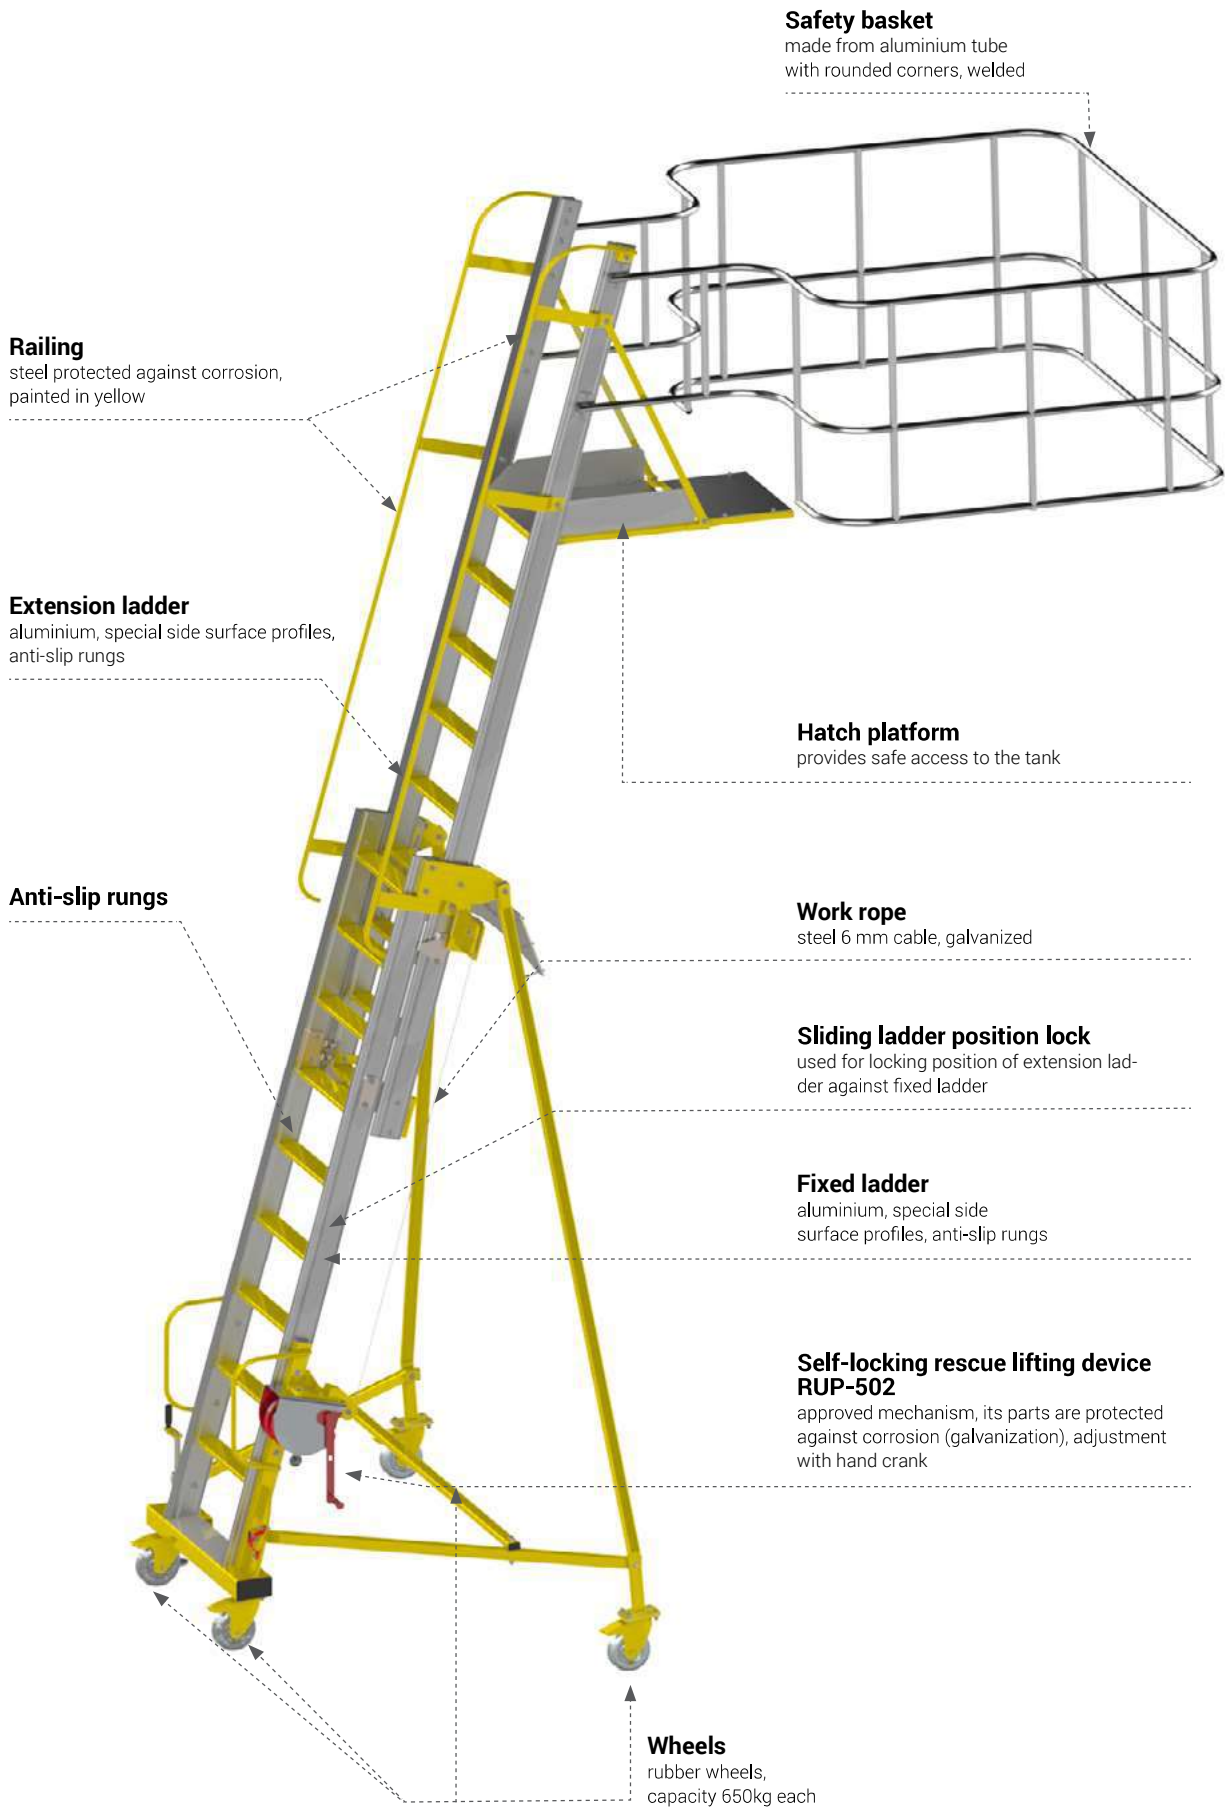 Safety basket
made from aluminium tube
with rounded corners, welded
Railing
steel protected against corrosion,
painted in yellow
Extension ladder
aluminium, special side surface profiles,
anti-slip rungs
Hatch platform
provides safe access to the tank
Anti-slip rungs
Work rope
steel 6 mm cable, galvanized
Sliding ladder position lock
used for locking position of extension lad-
der against fixed ladder
Fixed ladder
aluminium, special side
surface profiles, anti-slip rungs
Self-locking rescue lifting device
RUP-502
approved mechanism, its parts are protected
against corrosion (galvanization), adjustment
with hand crank
Wheels
rubber wheels,
capacity 650kg each